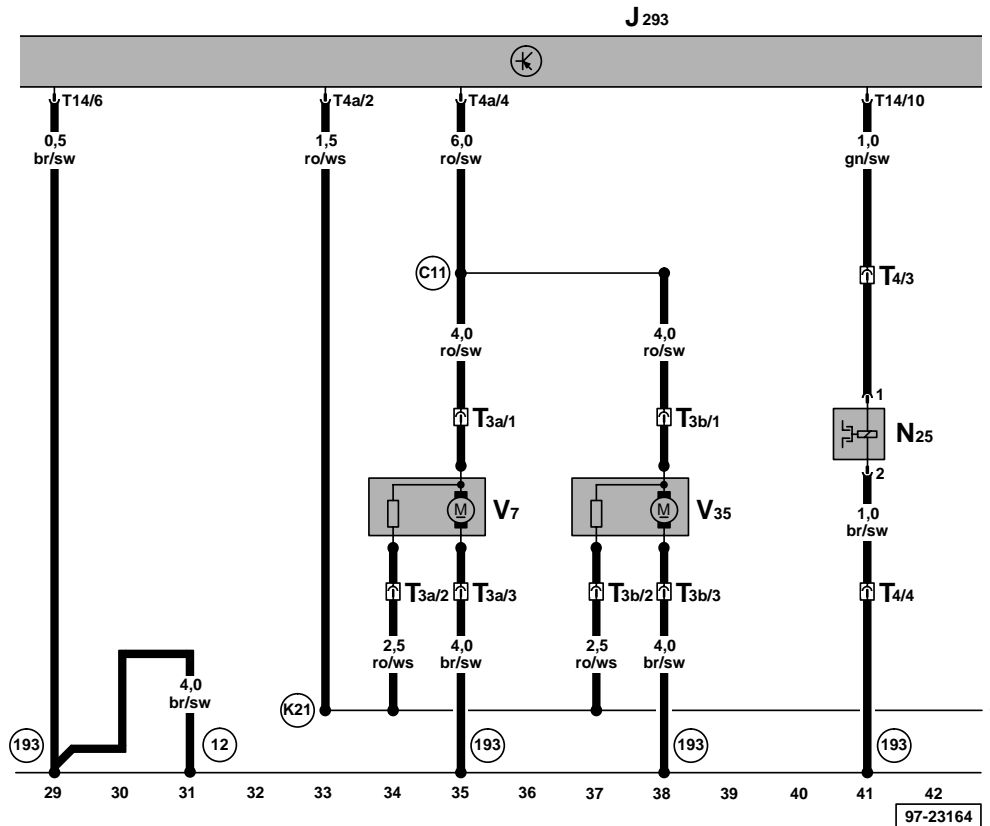 J293
T14/6
T4a/2
T4a/4
T14/10
0,5
br/sw
1,5
ro/ws
6,0
ro/sw
1,0
gn/sw
C11
T4/3
4,0
ro/sw
4,0
ro/sw
1
T3a/1
T3b/1
N25
2
M
V7
M
V35
1,0
br/sw
T3a/2
T3a/3
T3b/2
T3b/3
T4/4
2,5
ro/ws
4,0
br/sw
2,5
ro/ws
4,0
br/sw
4,0
br/sw
K21
193
12
193
193
193
29 30 31 32 33 34 35 36 37 38 39 40 41 42
97-23164